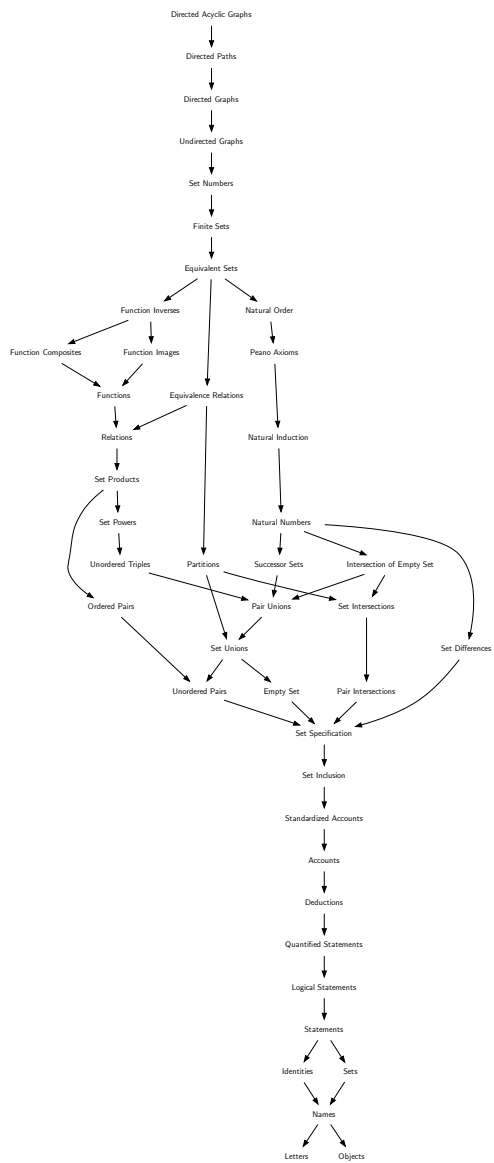 Directed Acyclic Graphs
Directed Paths
Directed Graphs
Undirected Graphs
Set Numbers
Finite Sets
Equivalent Sets
Function Inverses
Natural Order
Function Composites
Function Images
Peano Axioms
Functions
Equivalence Relations
Relations
Natural Induction
Set Products
Set Powers
Natural Numbers
Unordered Triples
Partitions
Successor Sets
Intersection of Empty Set
Ordered Pairs
Pair Unions
Set Intersections
Set Unions
Set Differences
Unordered Pairs
Empty Set
Pair Intersections
Set Specification
Set Inclusion
Standardized Accounts
Accounts
Deductions
Quantified Statements
Logical Statements
Statements
Identities
Sets
Names
Letters
Objects